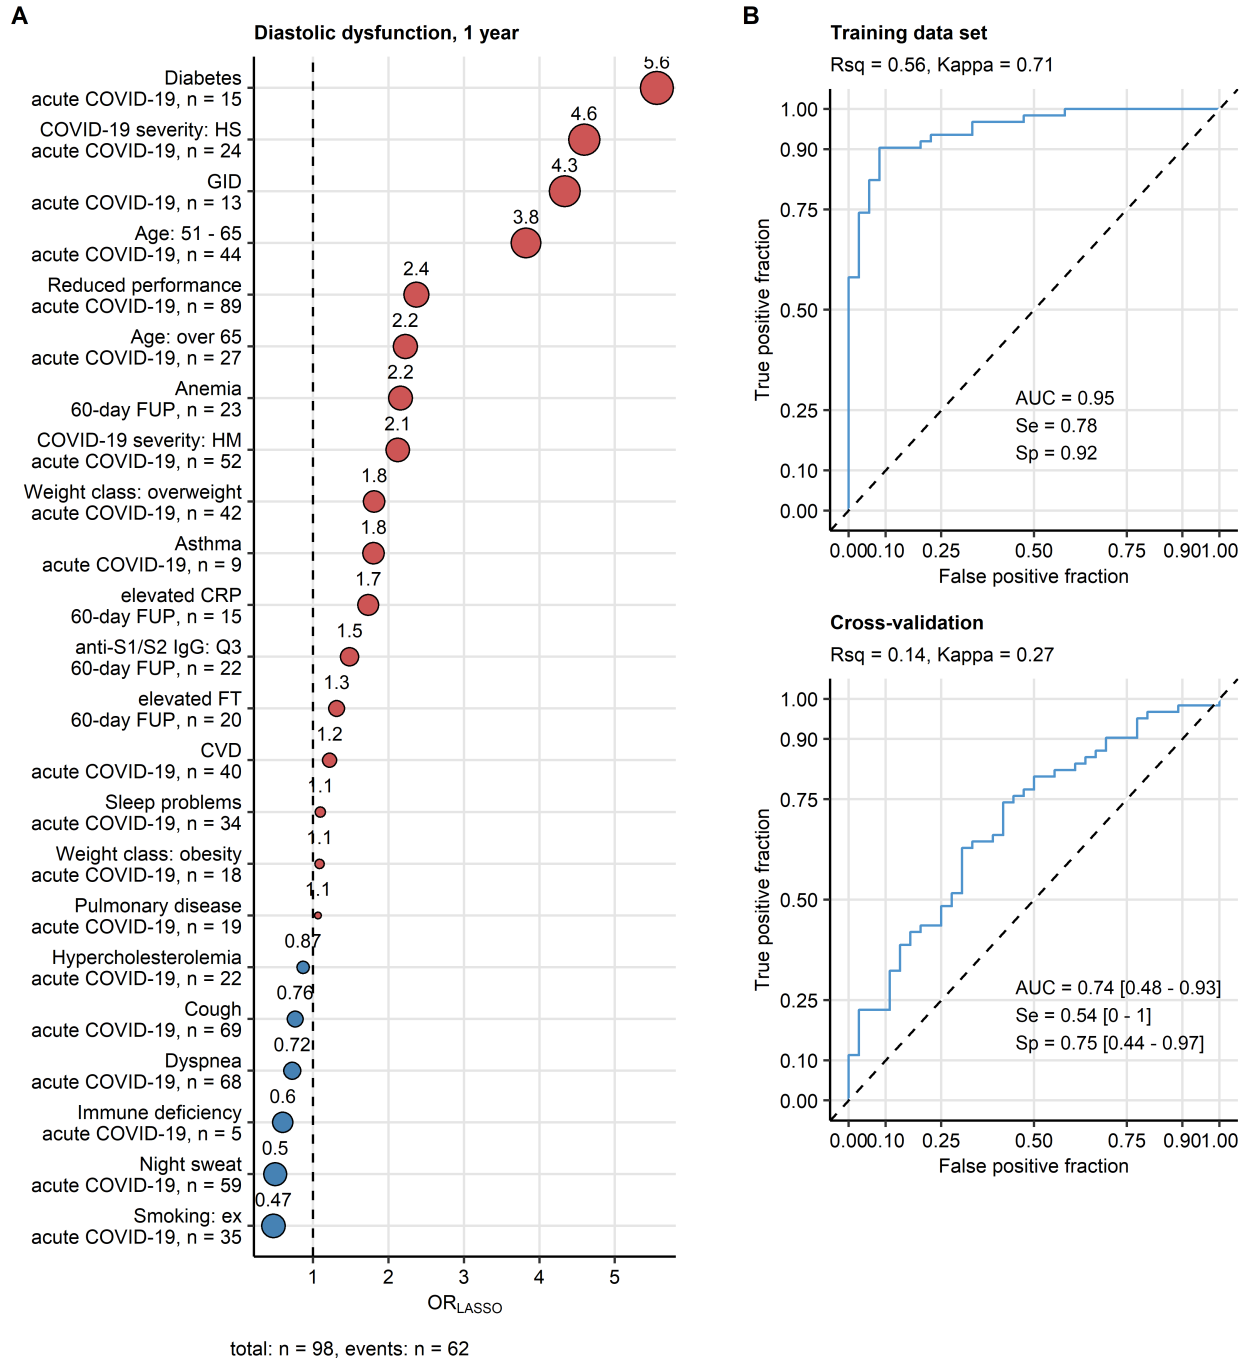 A
Diastolic dysfunction, 1 year
Diabetes
acute COVID-19, n = 15
5.6
COVID-19 severity: HS
acute COVID-19, n = 24
4.6
GID
acute COVID-19, n = 13
4.3
Age: 51 - 65
acute COVID-19, n = 44
3.8
Reduced performance
acute COVID-19, n = 89
2.4
Age: over 65
acute COVID-19, n = 27
2.2
Anemia
60-day FUP, n = 23
2.2
COVID-19 severity: HM
acute COVID-19, n = 52
2.1
Weight class: overweight
acute COVID-19, n = 42
1.8
Asthma
acute COVID-19, n = 9
1.8
elevated CRP
60-day FUP, n = 15
1.7
anti-S1/S2 IgG: Q3
60-day FUP, n = 22
1.5
elevated FT
60-day FUP, n = 20
1.3
CVD
acute COVID-19, n = 40
1.2
Sleep problems
acute COVID-19, n = 34
1.1
Weight class: obesity
acute COVID-19, n = 18
1.1
Pulmonary disease
acute COVID-19, n = 19
1.1
Hypercholesterolemia
acute COVID-19, n = 22
0.87
Cough
acute COVID-19, n = 69
0.76
Dyspnea
acute COVID-19, n = 68
0.72
Immune deficiency
acute COVID-19, n = 5
0.6
Night sweat
acute COVID-19, n = 59
0.5
Smoking: ex
acute COVID-19, n = 35
0.47
1 2 3 4 5
ORLASSO
total: n = 98, events: n = 62
B
Training data set
Rsq = 0.56, Kappa = 0.71
True positive fraction
1.00
0.90
0.75
0.50
0.25
0.10
0.00
AUC = 0.95
Se = 0.78
Sp = 0.92
0.00 0.10 0.25 0.50 0.75 0.90 1.00
False positive fraction
Cross-validation
Rsq = 0.14, Kappa = 0.27
True positive fraction
1.00
0.90
0.75
0.50
0.25
0.10
0.00
AUC = 0.74 [0.48 - 0.93]
Se = 0.54 [0 - 1]
Sp = 0.75 [0.44 - 0.97]
0.00 0.10 0.25 0.50 0.75 0.90 1.00
False positive fraction